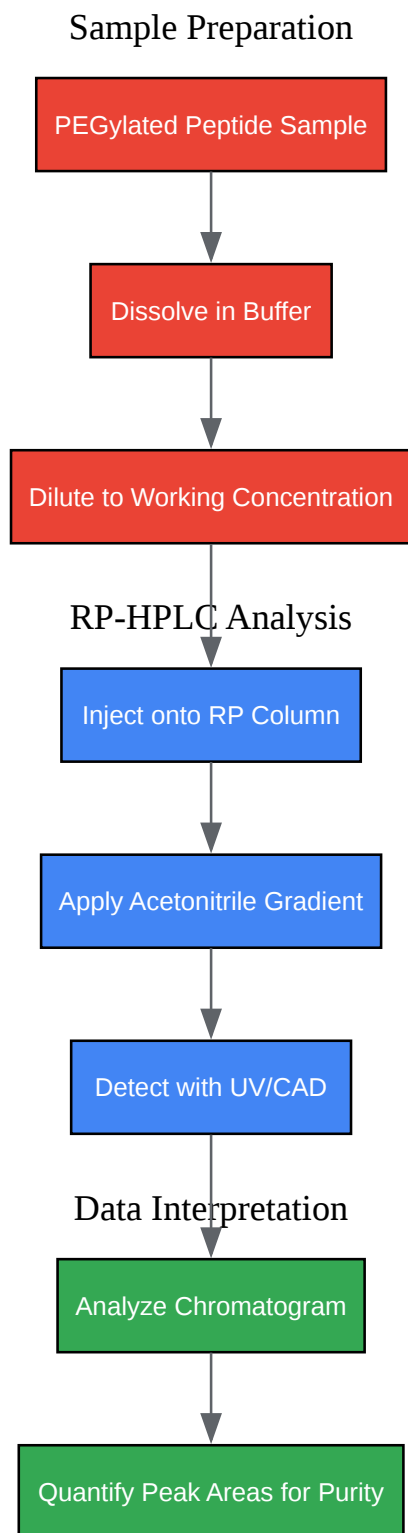 Sample Preparation
PEGylated Peptide Sample
Dissolve in Buffer
Dilute to Working Concentration
RP-HPLC Analysis
Inject onto RP Column
Apply Acetonitrile Gradient
Detect with UV/CAD
Data Interpretation
Analyze Chromatogram
Quantify Peak Areas for Purity